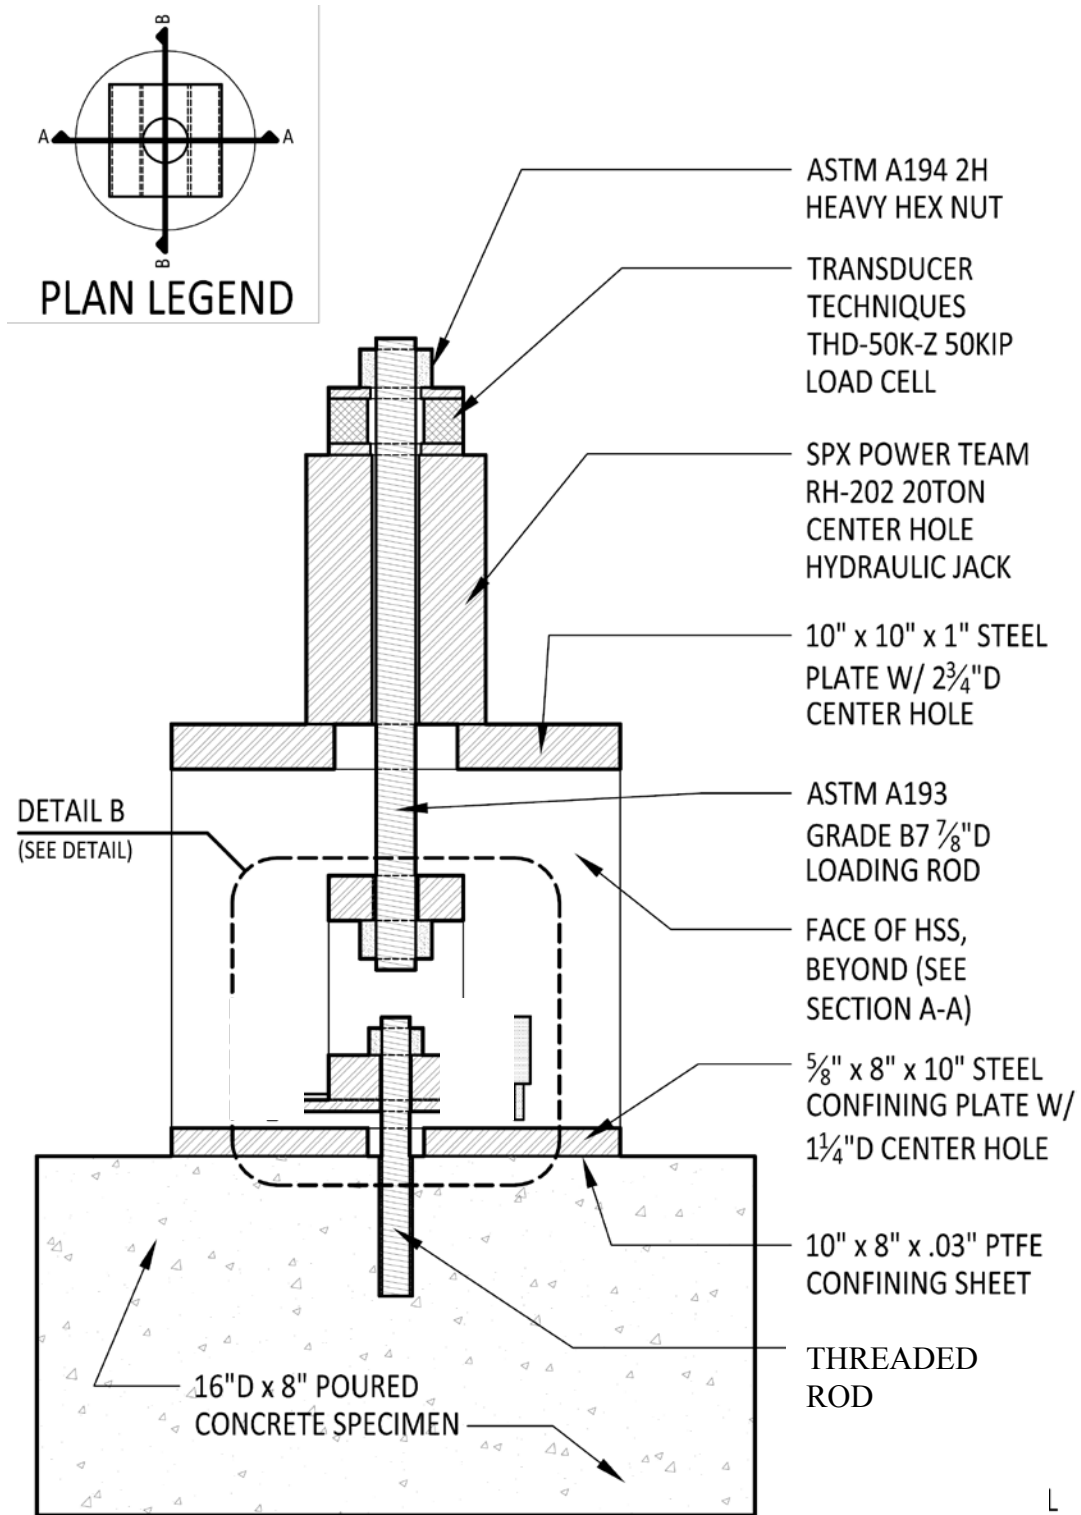 B
A
A
B
PLAN LEGEND
ASTM A194 2H
HEAVY HEX NUT
TRANSDUCER
TECHNIQUES
THD-50K-Z 50KIP
LOAD CELL
SPX POWER TEAM
RH-202 20TON
CENTER HOLE
HYDRAULIC JACK
10" x 10" x 1" STEEL
PLATE W/ 2¾"D
CENTER HOLE
DETAIL B
(SEE DETAIL)
ASTM A193
GRADE B7 ⅞"D
LOADING ROD
FACE OF HSS,
BEYOND (SEE
SECTION A-A)
⅝" x 8" x 10" STEEL
CONFINING PLATE W/
1¼"D CENTER HOLE
10" x 8" x .03" PTFE
CONFINING SHEET
THREADED
ROD
16"D x 8" POURED
CONCRETE SPECIMEN
L